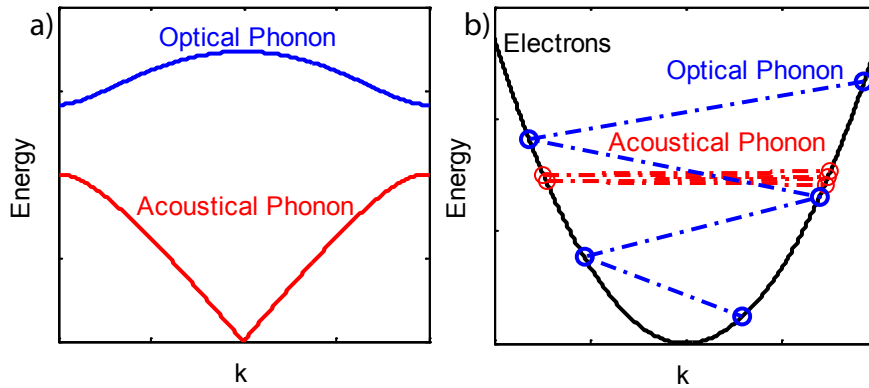 a)
Optical Phonon
Acoustical Phonon
Energy
k
b)
Electrons
Optical Phonon
Acoustical Phonon
Energy
k